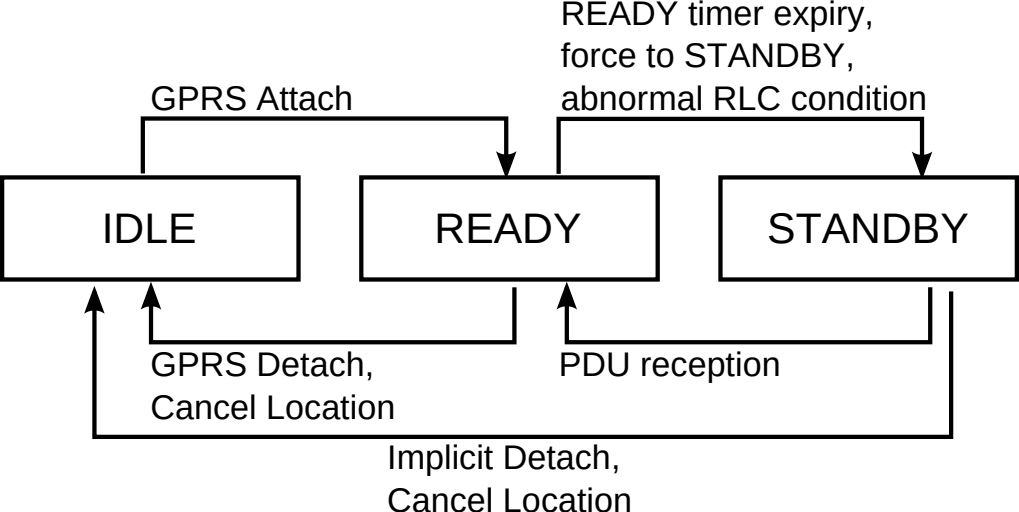 READY timer expiry,
force to STANDBY,
abnormal RLC condition
GPRS Attach
IDLE
READY
STANDBY
GPRS Detach,
Cancel Location
PDU reception
Implicit Detach,
Cancel Location